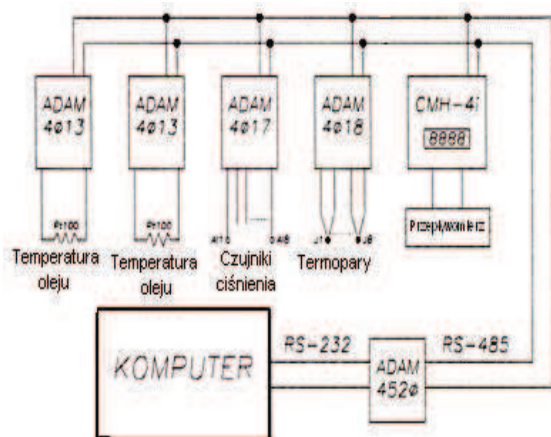 ADAM
4013
ADAM
4013
ADAM
4017
ADAM
4018
CMH-4i
8888
Pt100
Pt100
Przepływomierz
Temperatura
oleju
Temperatura
oleju
Czujniki
ciśnienia
Termopary
KOMPUTER
RS-232
ADAM
4520
RS-485